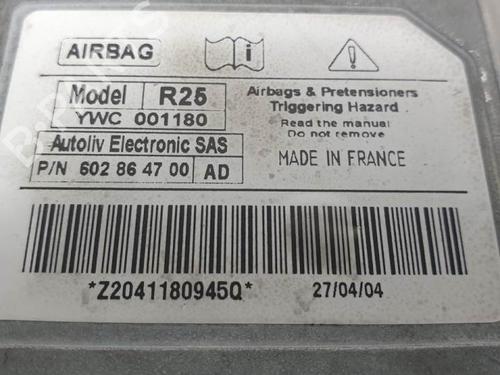 AIRBAG
i
Model R25
YWC 001180
Autoliv Electronic SAS
P/N 602 86 47 00 AD
Airbags & Pretensioners
Triggering Hazard
Read the manual
Do not remove
MADE IN FRANCE
*Z2041180945Q*
27/04/04